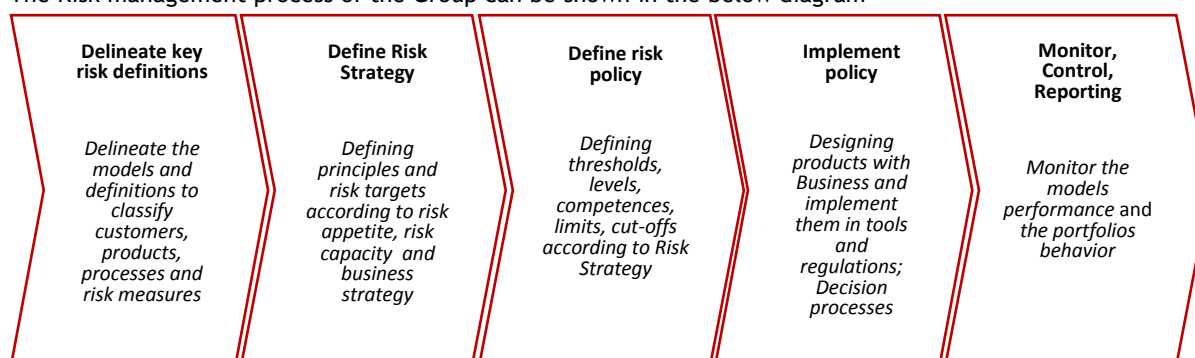 The Risk management process of the Group can be shown in the below diagram
Delineate key
risk definitions
Delineate the
models and
definitions to
classify
customers,
products,
processes and
risk measures
Define Risk
Strategy
Defining
principles and
risk targets
according to risk
appetite, risk
capacity and
business
strategy
Define risk
policy
Defining
thresholds,
levels,
competences,
limits, cut-offs
according to Risk
Strategy
Implement
policy
Designing
products with
Business and
implement
them in tools
and
regulations;
Decision
processes
Monitor,
Control,
Reporting
Monitor the
models
performance and
the portfolios
behavior